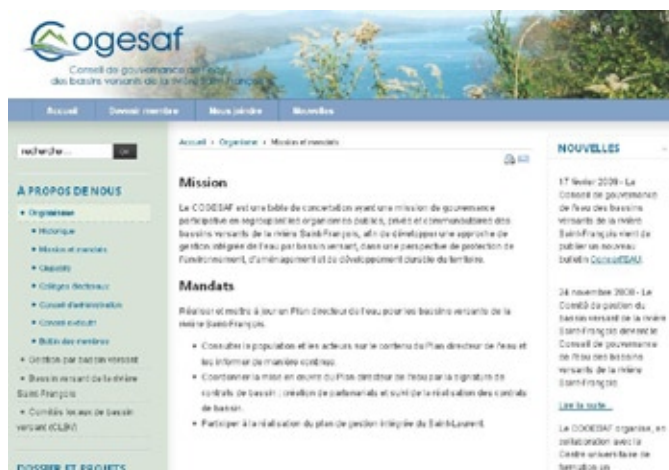 Cogesaf
Conseil de gouvernance de l'eau
des bassins versants de la rivière Saint-François
Accueil Devenir membre Nous joindre Nouvelles
recherche...
À PROPOS DE NOUS
Organisme
Historique
Mission et mandats
Objectifs
Collèges électoraux
Conseil d'administration
Conseil exécutif
Bottin des membres
Gestion par bassin versant
Bassin versant de la rivière
Saint-François
Comités locaux de bassin
versant (CLBV)
DOSSIER ET PROJETS
Accueil › Organisme › Mission et mandats
Mission
Le COGESAF est une table de concertation ayant une mission de gouvernance
participative en regroupant les organismes publics, privés et communautaires des
bassins versants de la rivière Saint-François, afin de développer une approche de
gestion intégrée de l'eau par bassin versant, dans une perspective de protection de
l'environnement, d'aménagement et de développement durable du territoire.
Mandats
Réaliser et mettre à jour un Plan directeur de l'eau pour les bassins versants de la
rivière Saint-François.
Consulter la population et les acteurs sur le contenu du Plan directeur de l'eau et
les informer de manière continue.
Coordonner la mise en œuvre du Plan directeur de l'eau par la signature de
contrats de bassin : création de partenariats et suivi de la réalisation des contrats
de bassin.
Participer à la réalisation du plan de gestion intégrée du Saint-Laurent.
NOUVELLES
17 février 2009 - Le
Conseil de gouvernance
de l'eau des bassins
versants de la rivière
Saint-François vient de
publier un nouveau
bulletin Concert'EAU.
24 novembre 2008 - Le
Comité de gestion du
bassin versant de la rivière
Saint-François devient le
Conseil de gouvernance
de l'eau des bassins
versants de la rivière
Saint-François
Lire la suite...
Le COGESAF organise, en
collaboration avec le
Centre universitaire de
formation en